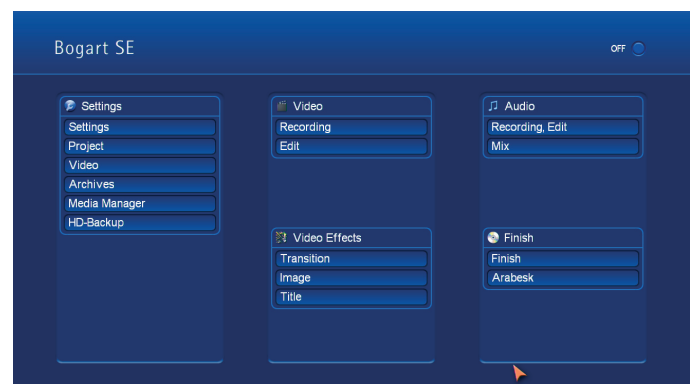 Bogart SE
OFF
Settings
Settings
Project
Video
Archives
Media Manager
HD-Backup
Video
Recording
Edit
Audio
Recording, Edit
Mix
Video Effects
Transition
Image
Title
Finish
Finish
Arabesk